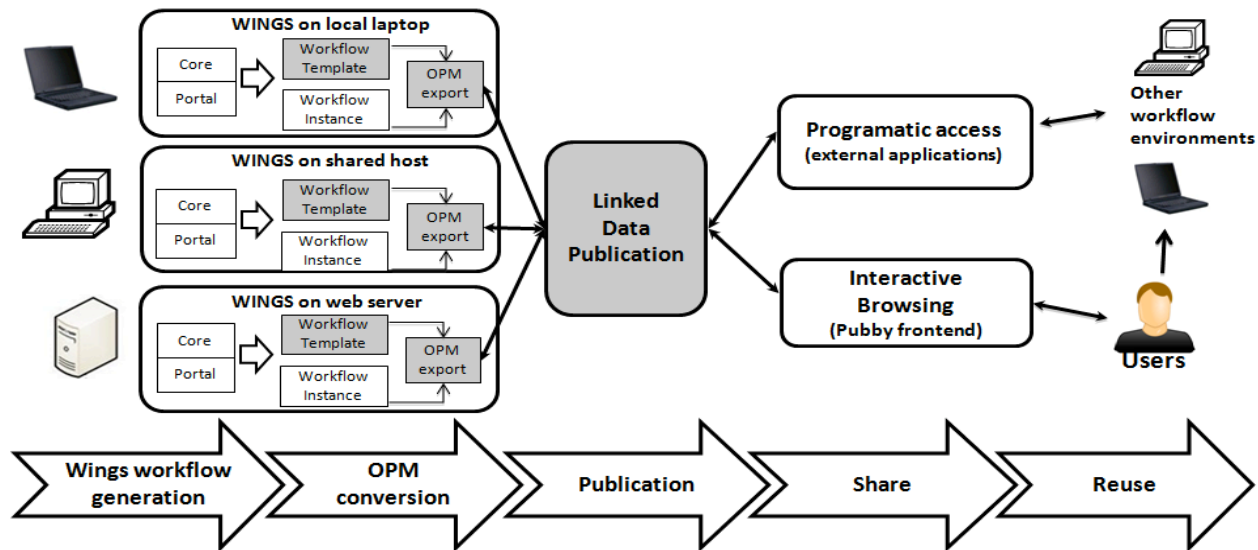 WINGS on local laptop
Core
Portal
Workflow
Template
Workflow
Instance
OPM
export
WINGS on shared host
Core
Portal
Workflow
Template
Workflow
Instance
OPM
export
WINGS on web server
Core
Portal
Workflow
Template
Workflow
Instance
OPM
export
Linked
Data
Publication
Programatic access
(external applications)
Interactive
Browsing
(Pubby frontend)
Other
workflow
environments
Users
Wings workflow
generation
OPM
conversion
Publication
Share
Reuse